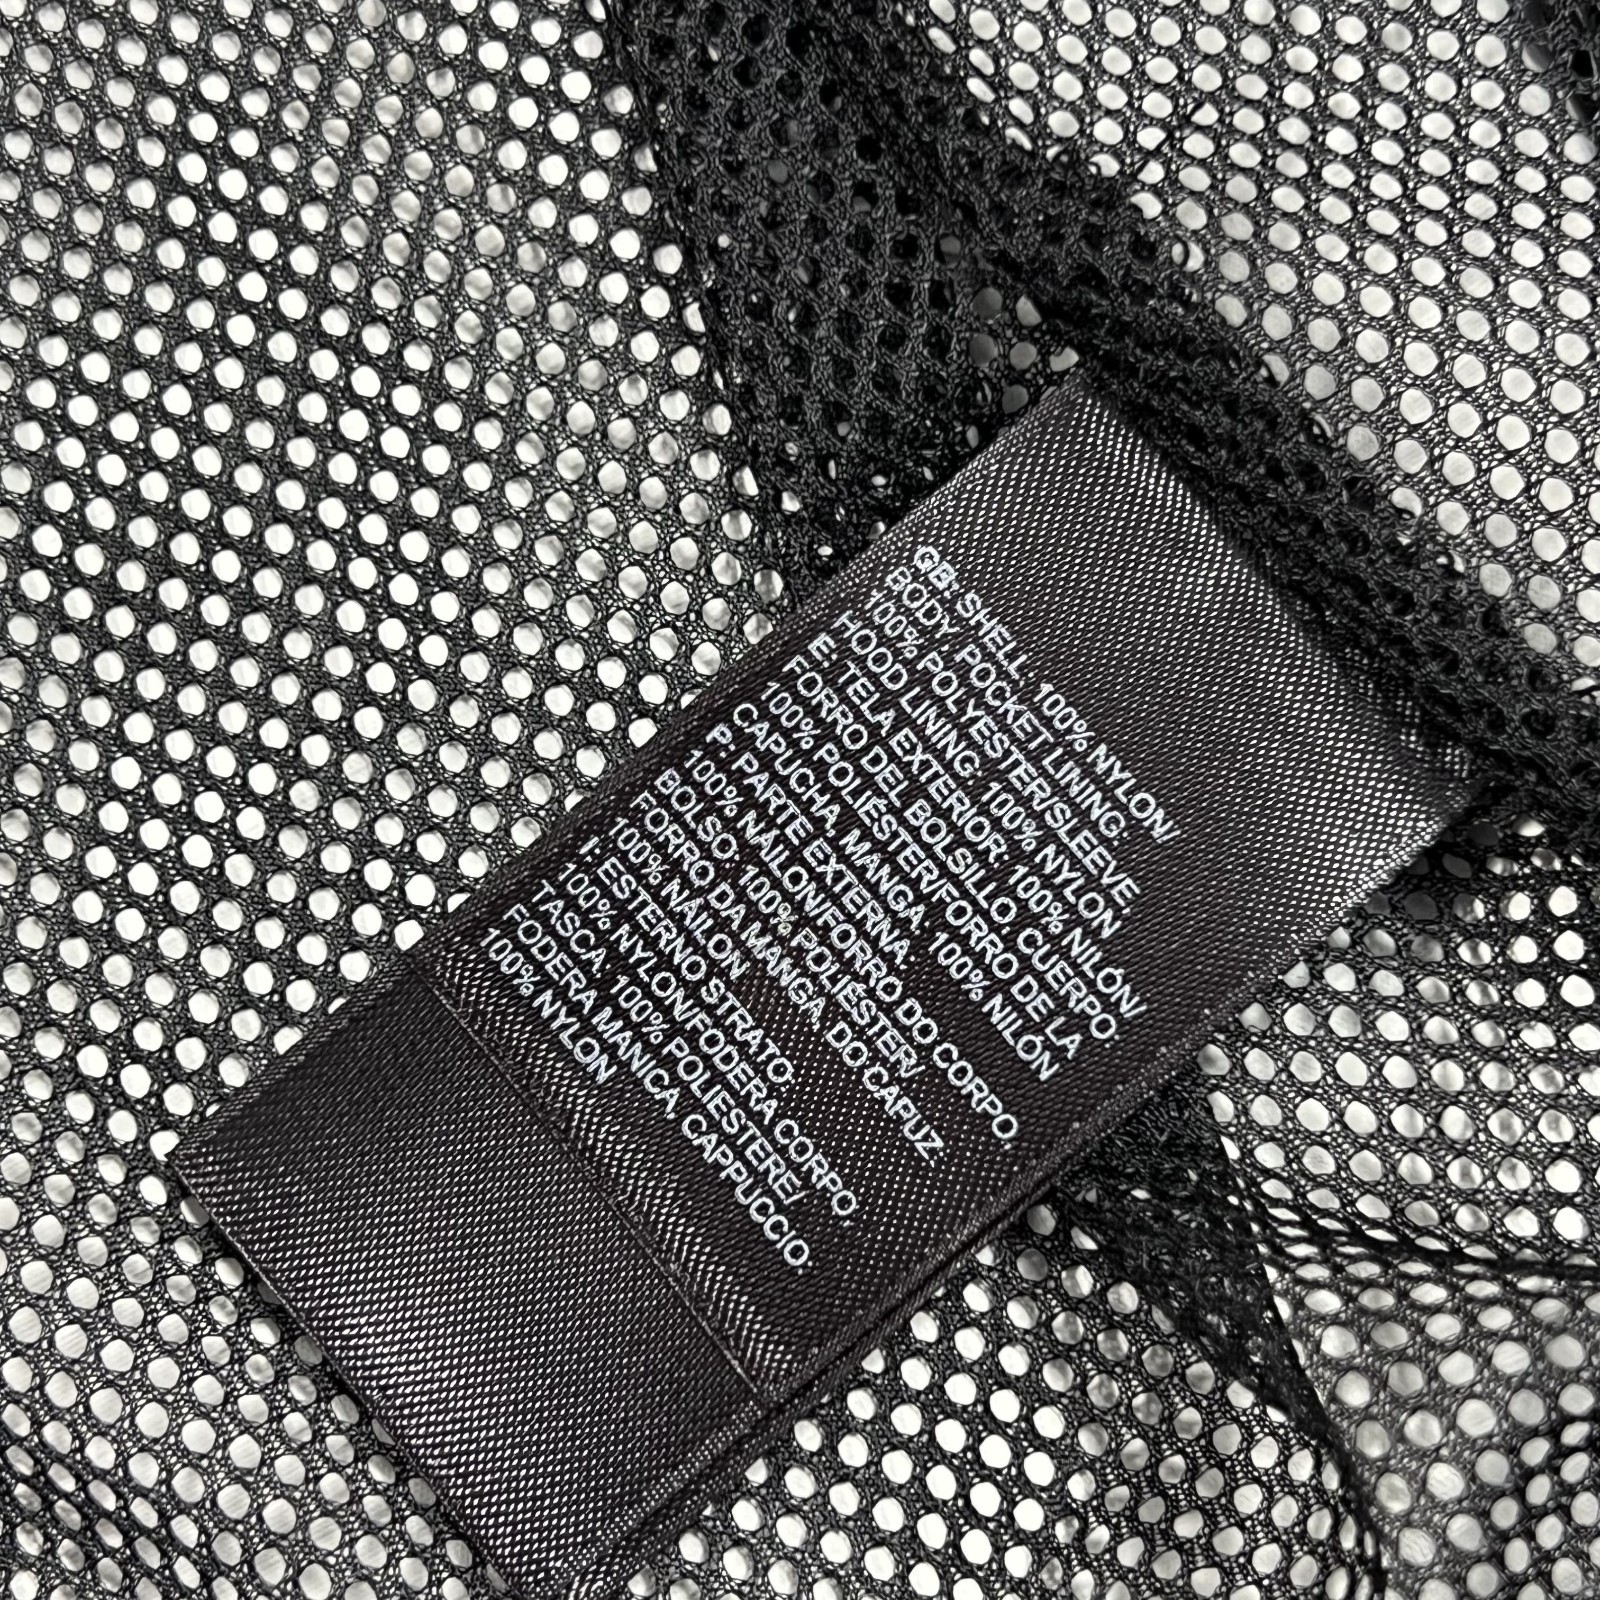 GB: SHELL, 100% NYLON/
BODY, POCKET LINING:
100% POLYESTER/SLEEVE,
HOOD LINING: 100% NYLON
E: TELA EXTERIOR: 100% NILÓN/
FORRO DEL BOLSILLO, CUERPO:
100% POLIÉSTER/FORRO DE LA
CAPUCHA, MANGA: 100% NILÓN
P: PARTE EXTERNA:
100% NÁILON/FORRO DO CORPO,
BOLSO: 100% POLIÉSTER/
FORRO DA MANGA, DO CAPUZ:
100% NÁILON
I: ESTERNO STRATO:
100% NYLON/FODERA CORPO,
TASCA, 100% POLIESTERE/
FODERA MANICA, CAPPUCCIO:
100% NYLON